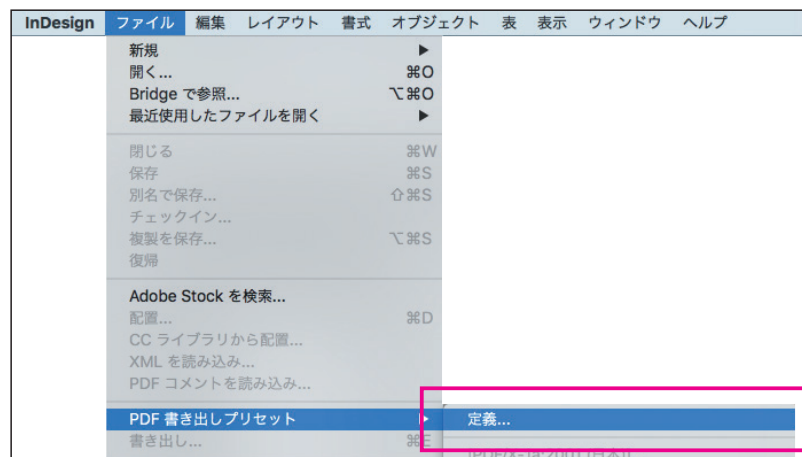 InDesign ファイル 編集 レイアウト 書式 オブジェクト 表 表示 ウィンドウ ヘルプ
新規 ▶
開く... ⌘O
Bridge で参照... ⌥⌘O
最近使用したファイルを開く ▶
閉じる ⌘W
保存 ⌘S
別名で保存... ⇧⌘S
チェックイン...
複製を保存... ⌥⌘S
復帰
Adobe Stock を検索...
配置... ⌘D
CC ライブラリから配置...
XML を読み込み...
PDF コメントを読み込み...
PDF 書き出しプリセット ▶ 定義...
書き出し... ⌘E